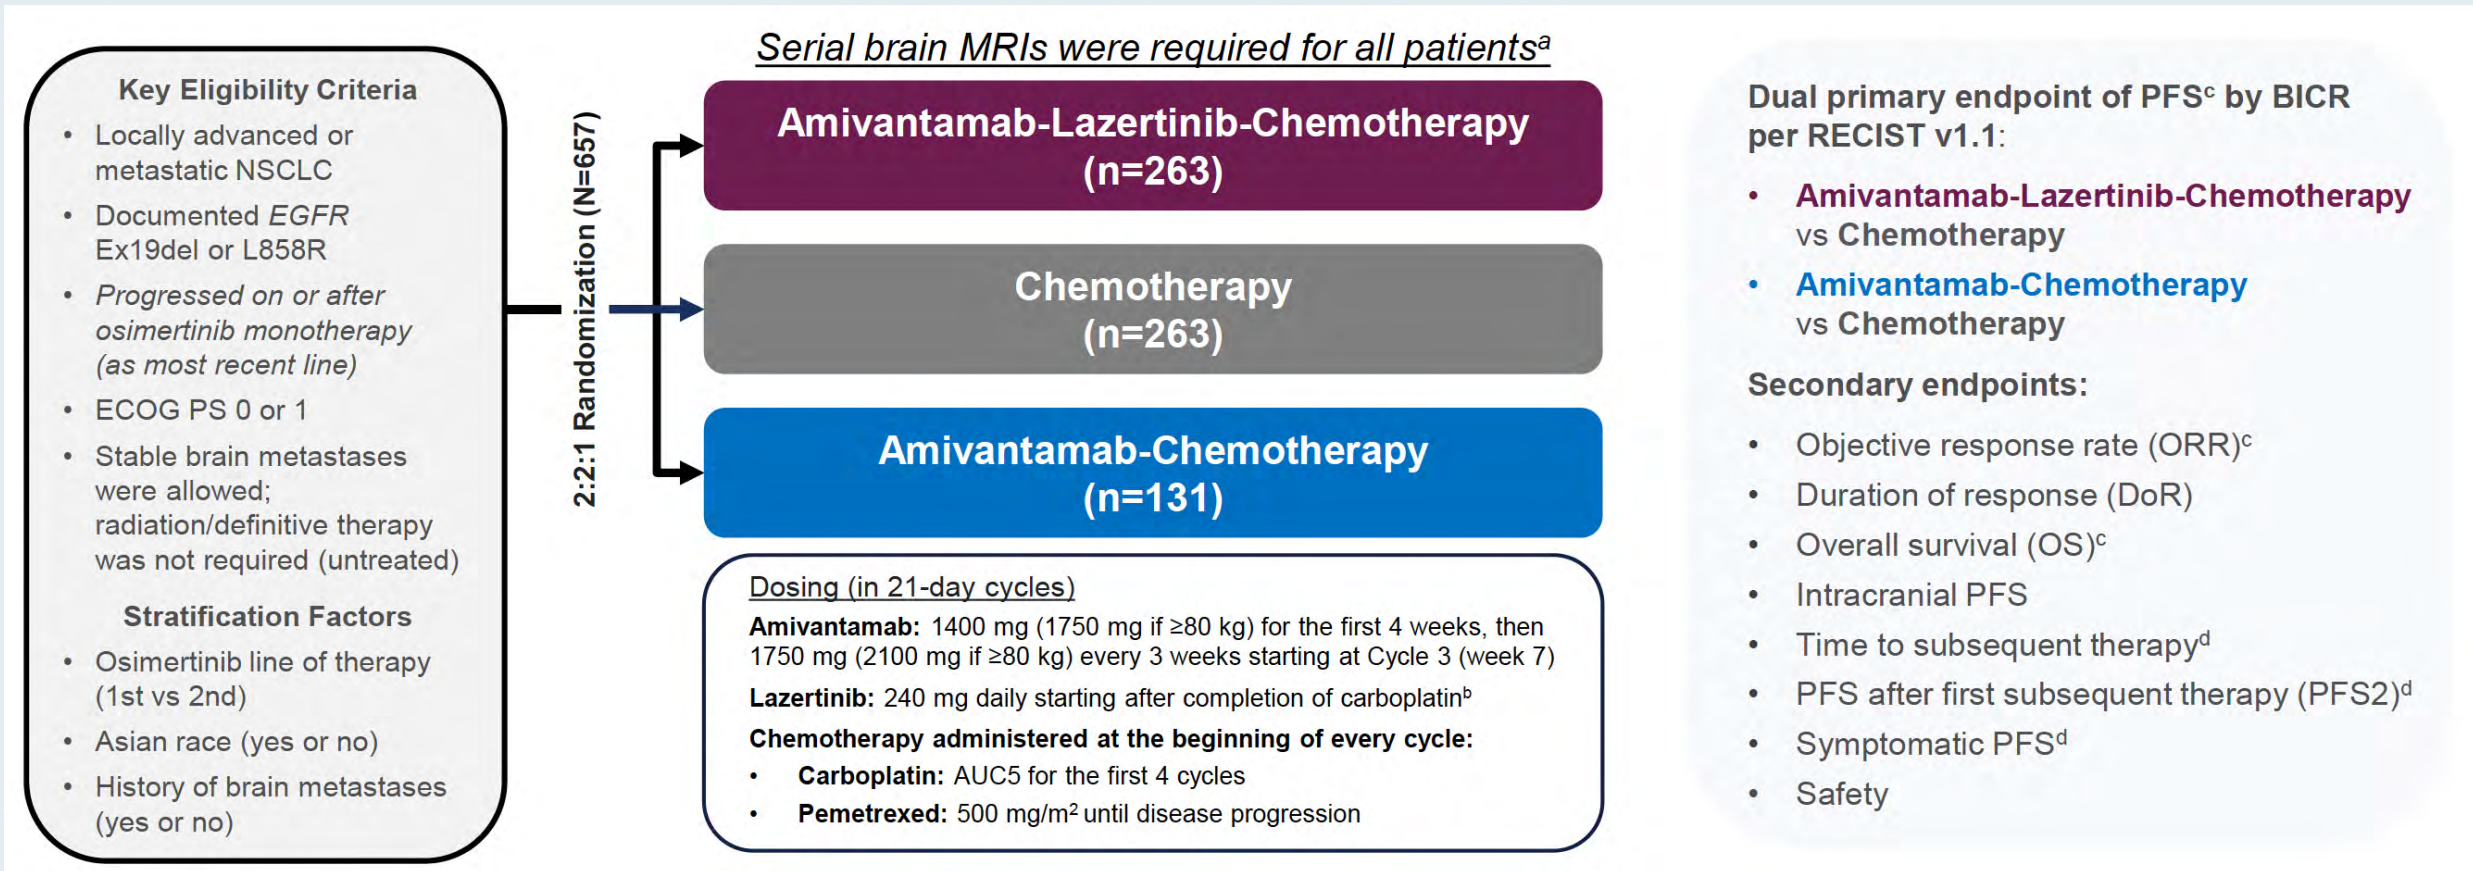 Serial brain MRIs were required for all patientsᵃ
Key Eligibility Criteria
• Locally advanced or
metastatic NSCLC
• Documented EGFR
Ex19del or L858R
• Progressed on or after
osimertinib monotherapy
(as most recent line)
• ECOG PS 0 or 1
• Stable brain metastases
were allowed;
radiation/definitive therapy
was not required (untreated)
Stratification Factors
• Osimertinib line of therapy
(1st vs 2nd)
• Asian race (yes or no)
• History of brain metastases
(yes or no)
2:2:1 Randomization (N=657)
Amivantamab-Lazertinib-Chemotherapy
(n=263)
Chemotherapy
(n=263)
Amivantamab-Chemotherapy
(n=131)
Dosing (in 21-day cycles)
Amivantamab: 1400 mg (1750 mg if ≥80 kg) for the first 4 weeks, then
1750 mg (2100 mg if ≥80 kg) every 3 weeks starting at Cycle 3 (week 7)
Lazertinib: 240 mg daily starting after completion of carboplatinᵇ
Chemotherapy administered at the beginning of every cycle:
• Carboplatin: AUC5 for the first 4 cycles
• Pemetrexed: 500 mg/m² until disease progression
Dual primary endpoint of PFSᶜ by BICR
per RECIST v1.1:
• Amivantamab-Lazertinib-Chemotherapy
vs Chemotherapy
• Amivantamab-Chemotherapy
vs Chemotherapy
Secondary endpoints:
• Objective response rate (ORR)ᶜ
• Duration of response (DoR)
• Overall survival (OS)ᶜ
• Intracranial PFS
• Time to subsequent therapyᵈ
• PFS after first subsequent therapy (PFS2)ᵈ
• Symptomatic PFSᵈ
• Safety